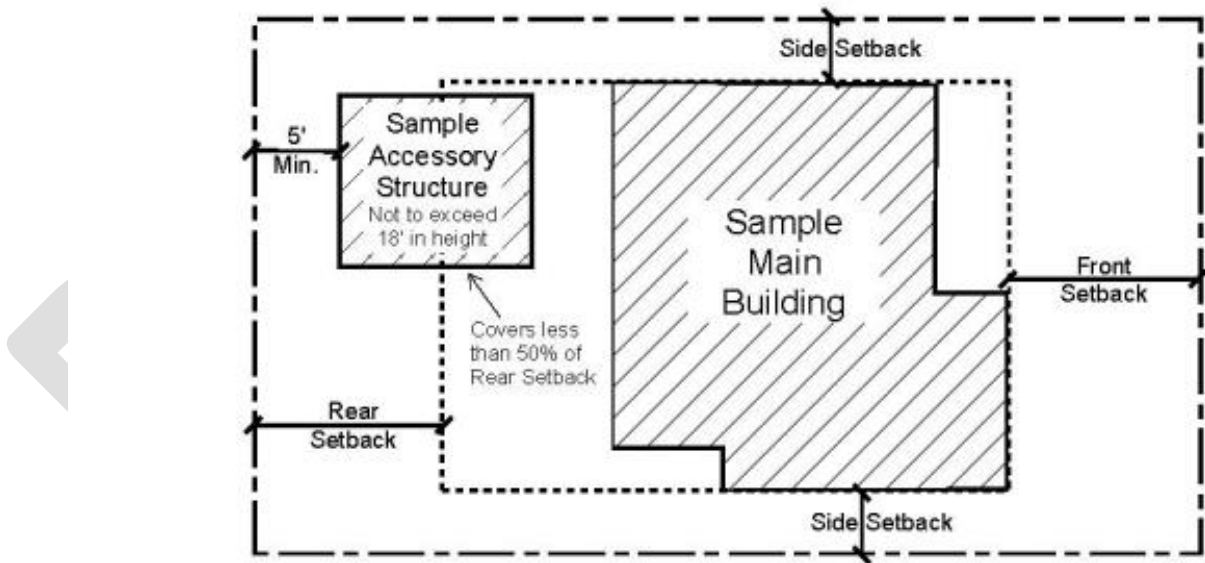 Side Setback
5'
Min.
Sample
Accessory
Structure
Not to exceed
18' in height
Sample
Main
Building
Front
Setback
Covers less
than 50% of
Rear Setback
Rear
Setback
Side Setback